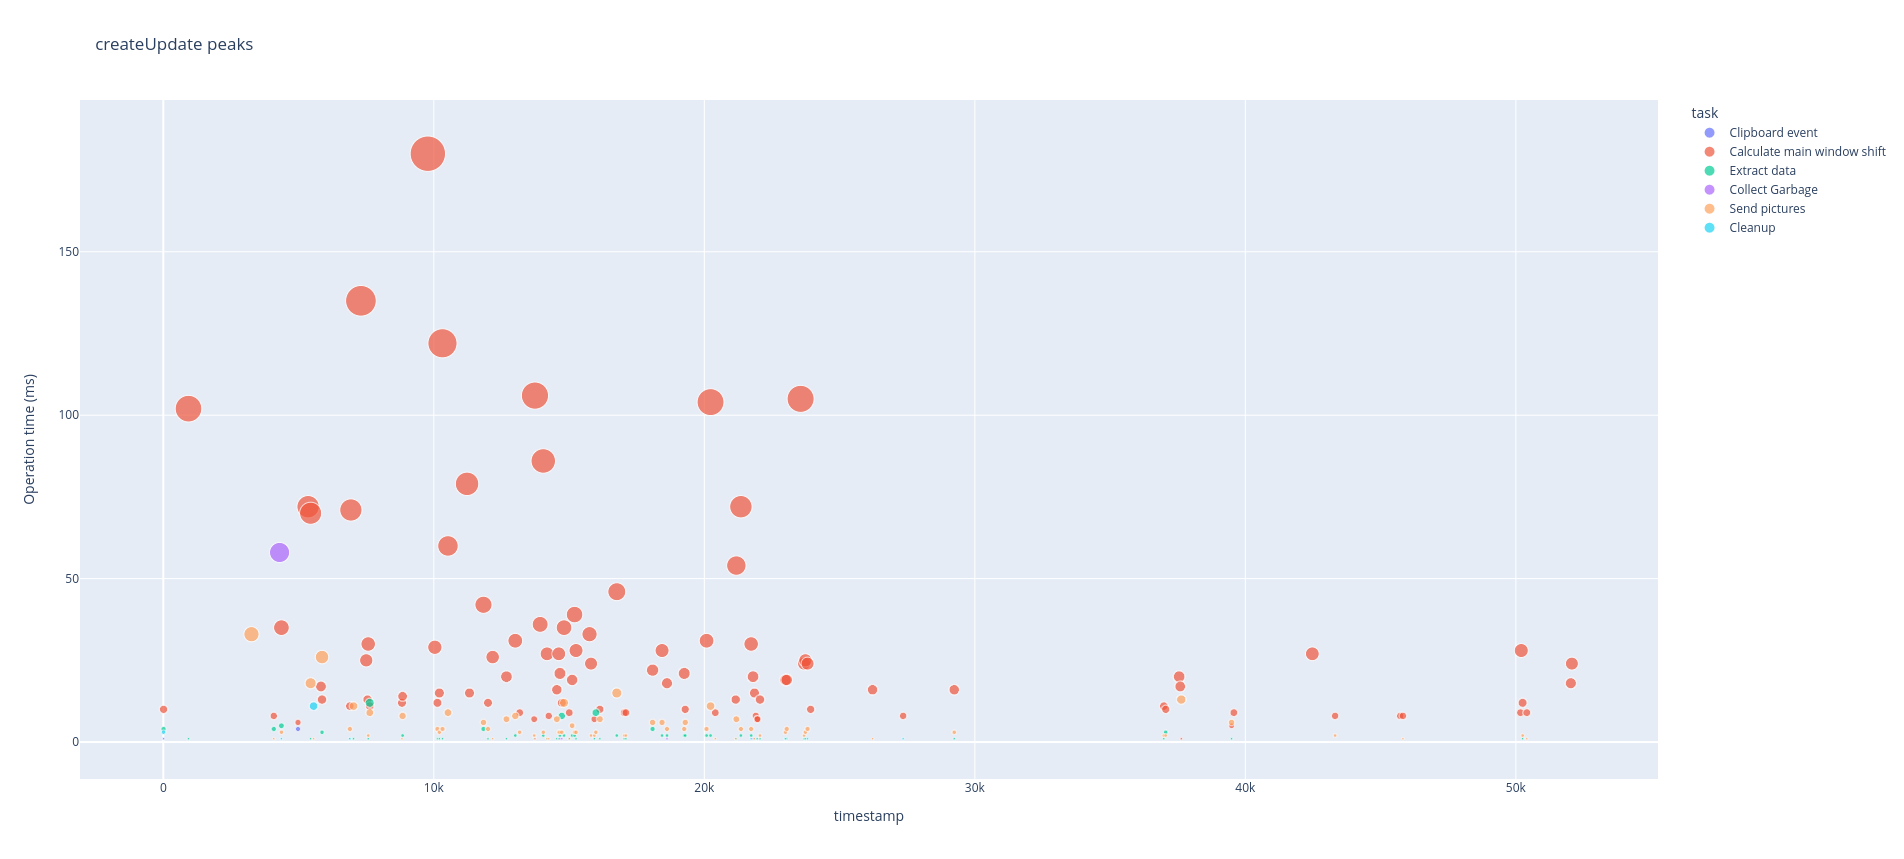 createUpdate peaks
task
Clipboard event
Calculate main window shift
Extract data
Collect Garbage
Send pictures
Cleanup
150
100
50
0
Operation time (ms)
0
10k
20k
30k
40k
50k
timestamp